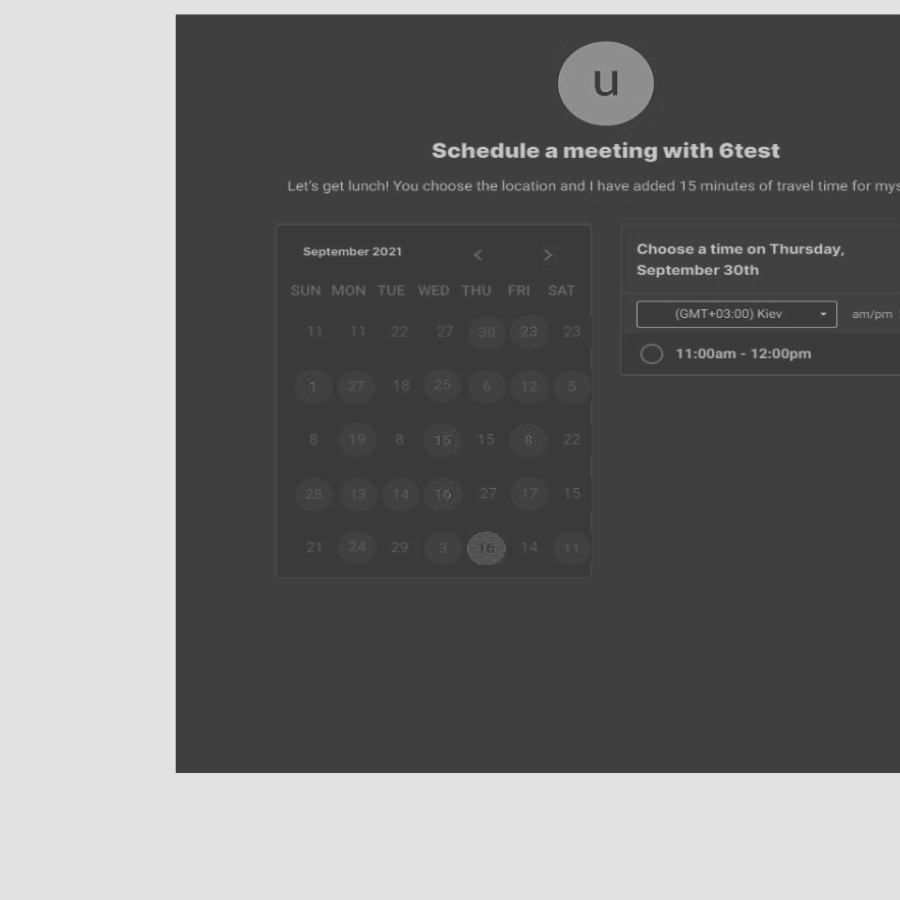 u
Schedule a meeting with 6test
Let's get lunch! You choose the location and I have added 15 minutes of travel time for mys
September 2021 < >
SUN MON TUE WED THU FRI SAT
11 11 22 27 30 23 23
1 27 18 25 6 12 5
8 19 8 15 15 8 22
28 13 14 16 27 17 15
21 24 29 3 16 14 11
Choose a time on Thursday,
September 30th
(GMT+03:00) Kiev am/pm
11:00am - 12:00pm